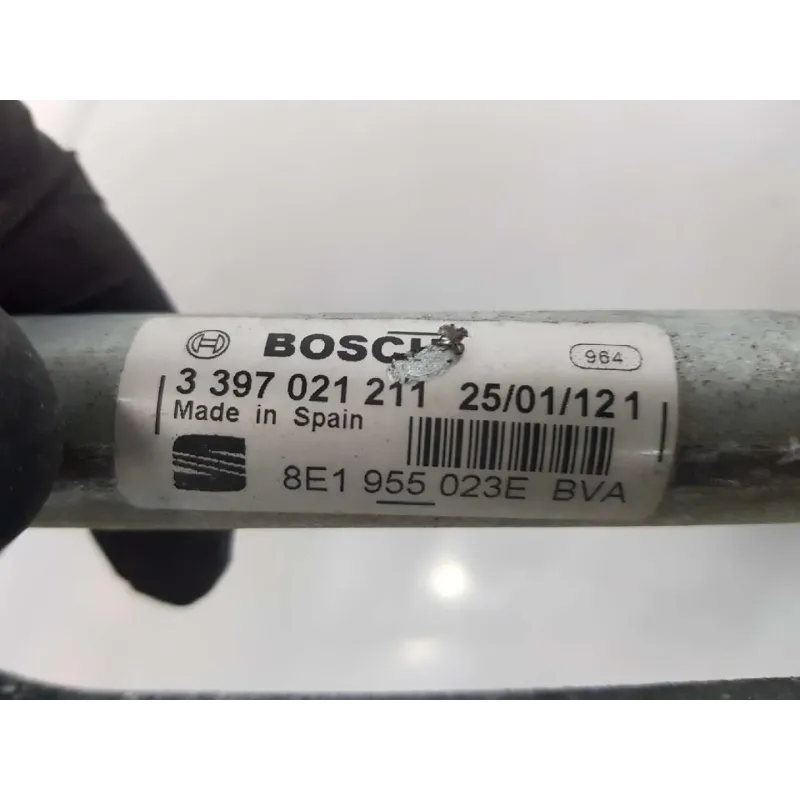 BOSCH
964
3 397 021 211 25/01/121
Made in Spain
8E1 955 023E BVA